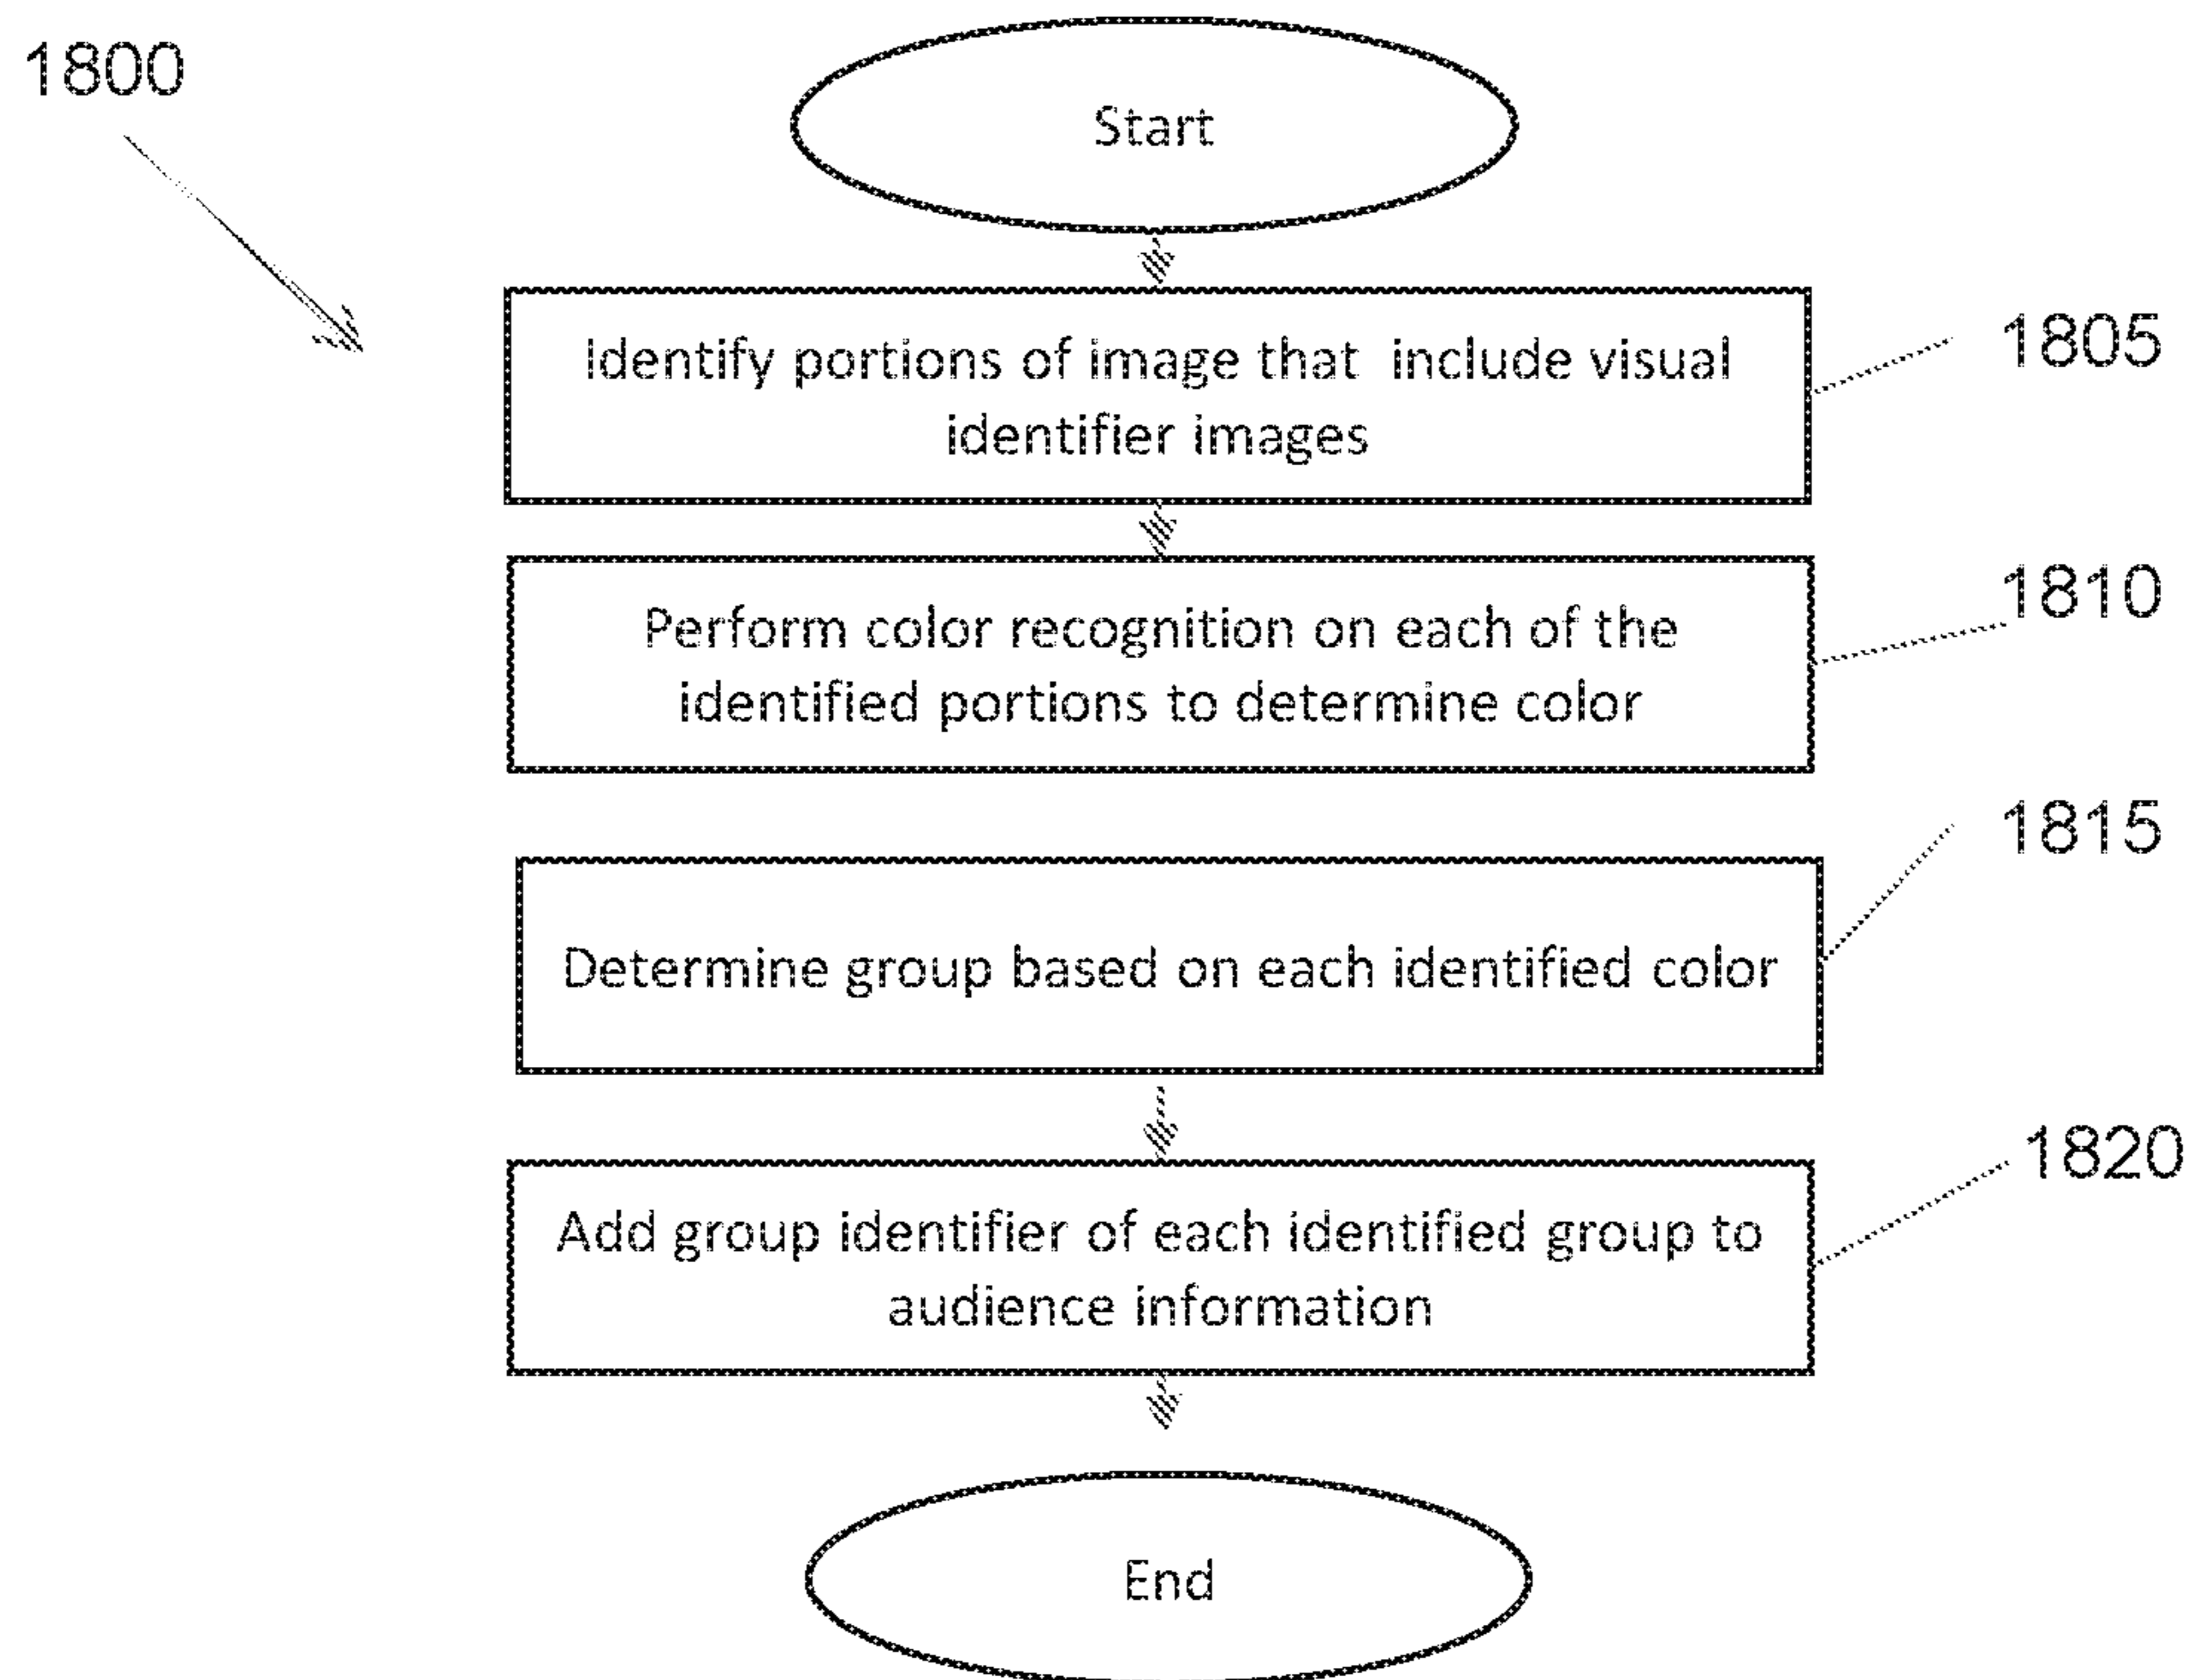 1800
Start
Identify portions of image that include visual
identifier images
1805
Perform color recognition on each of the
identified portions to determine color
1810
Determine group based on each identified color
1815
Add group identifier of each identified group to
audience information
1820
End